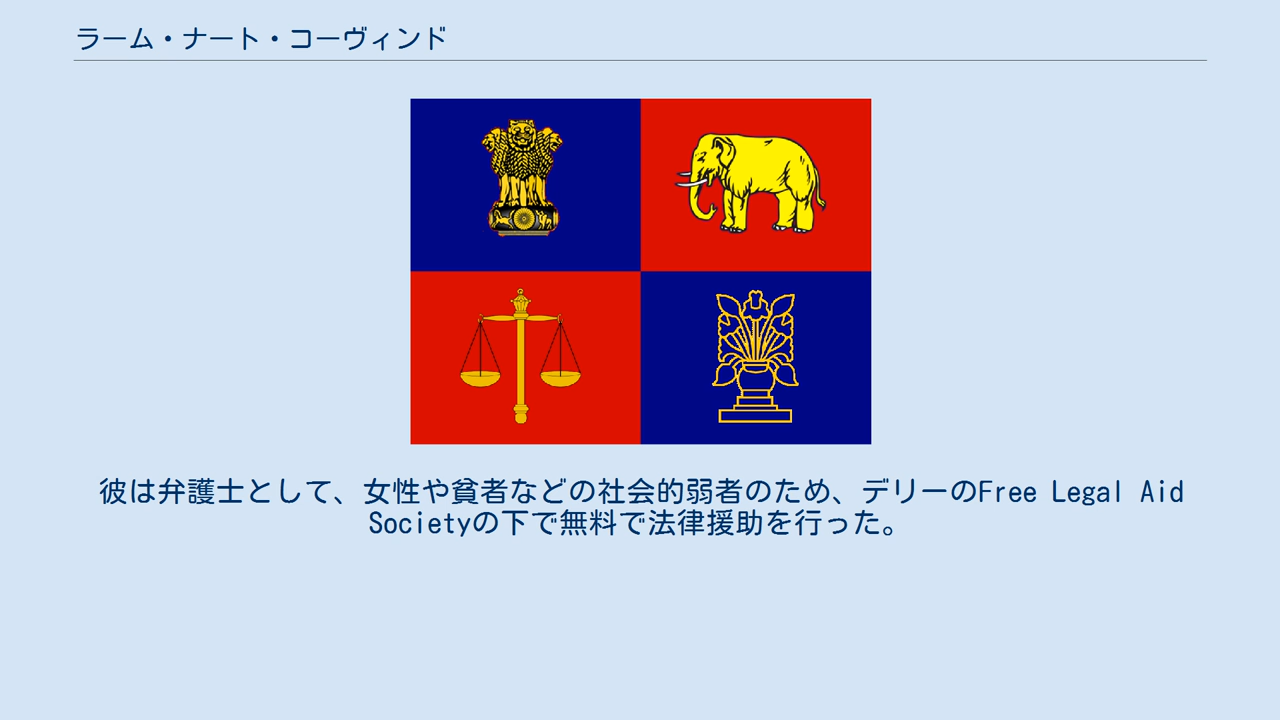 ラーム・ナート・コーヴィンド
彼は弁護士として、女性や貧者などの社会的弱者のため、デリーのFree Legal Aid
Societyの下で無料で法律援助を行った。